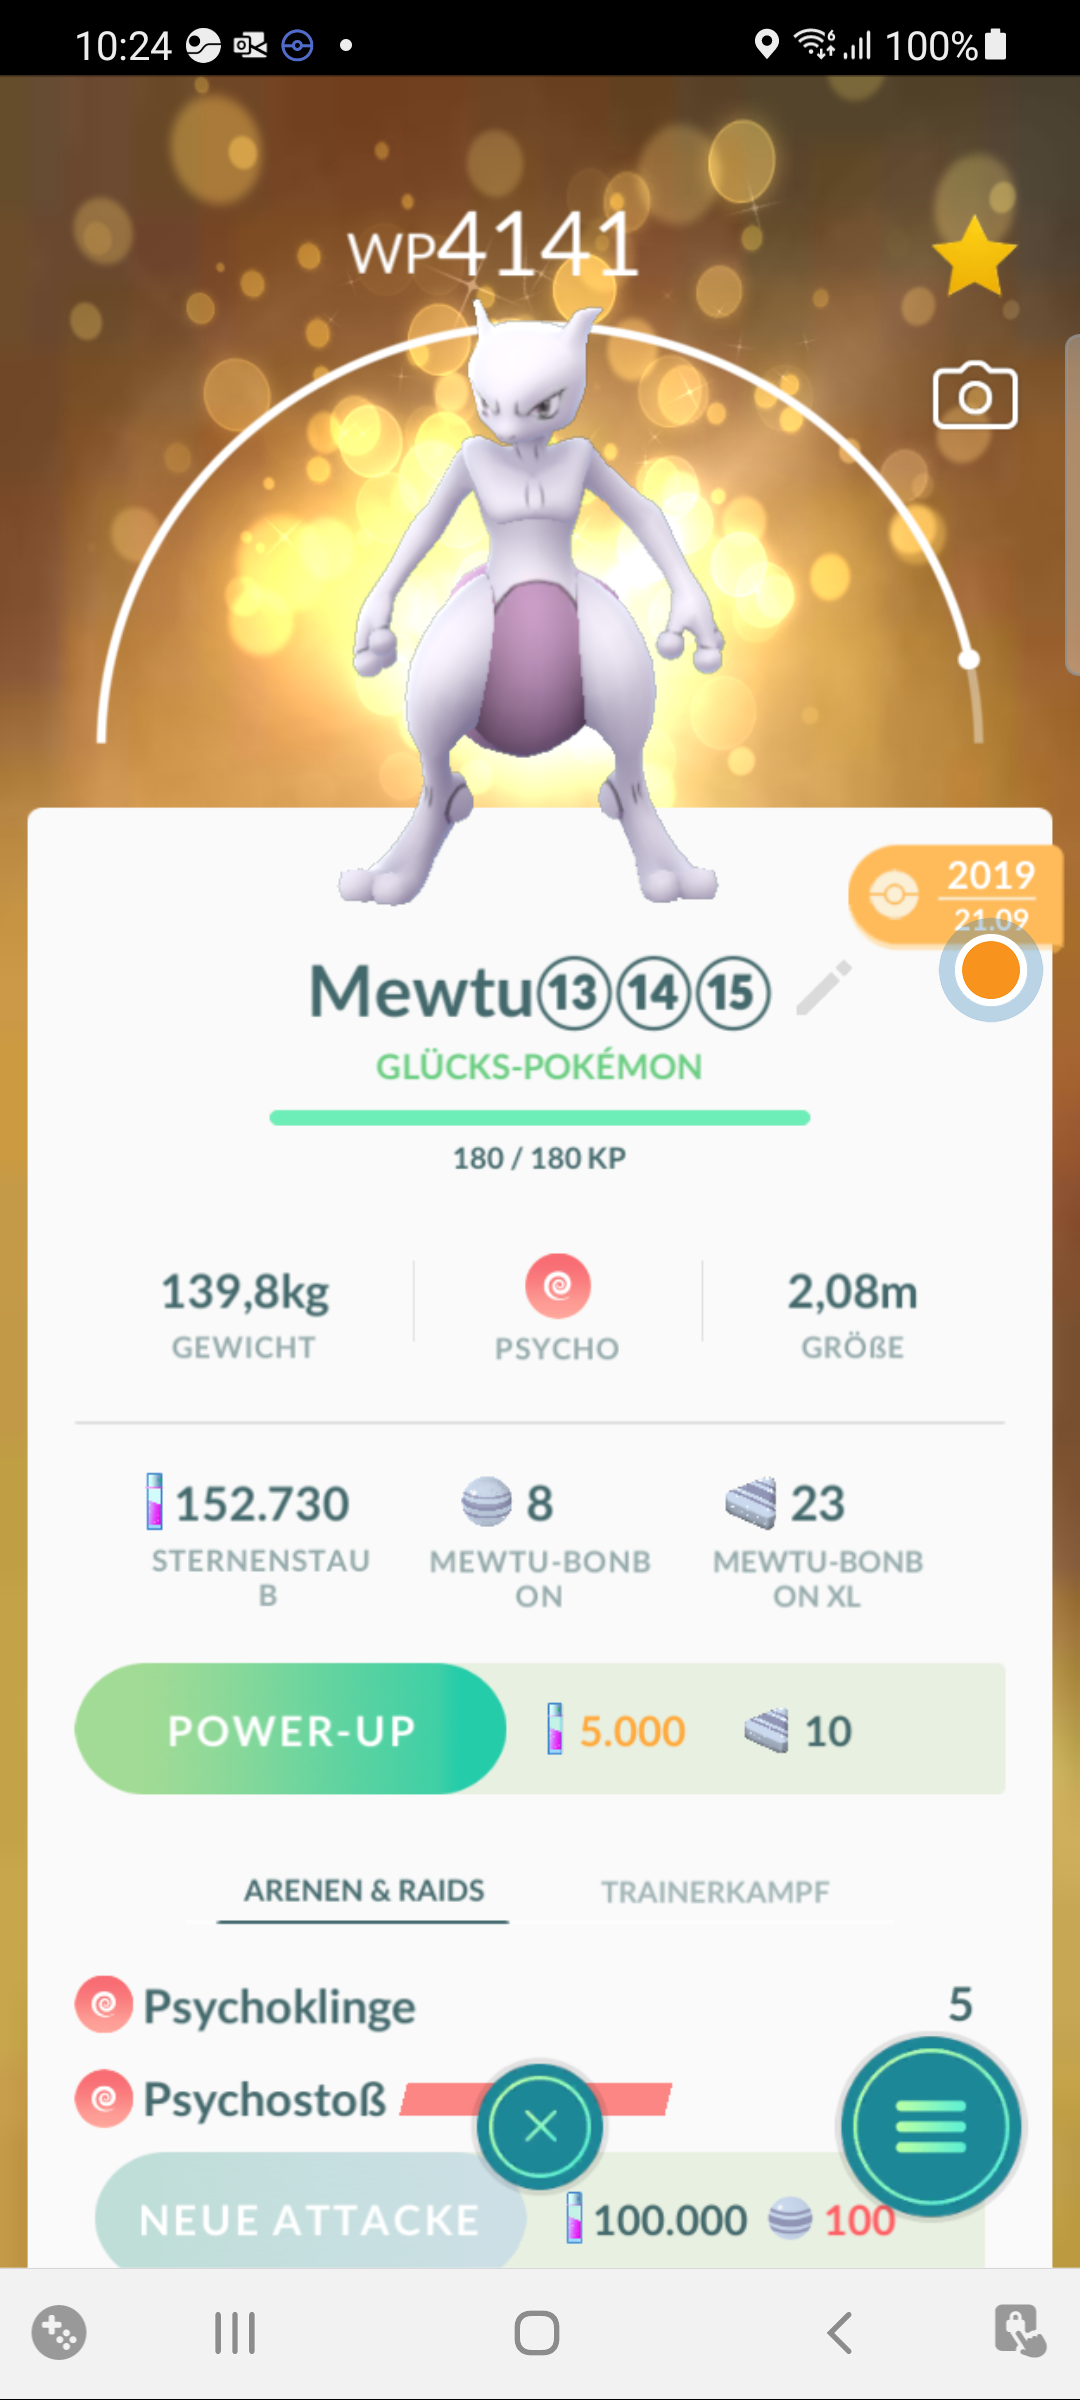 10:24
100%
WP4141
2019
21.09
Mewtu⑬⑭⑮
GLÜCKS-POKÉMON
180 / 180 KP
139,8kg
GEWICHT
PSYCHO
2,08m
GRÖßE
152.730
STERNENSTAU
B
8
MEWTU-BONB
ON
23
MEWTU-BONB
ON XL
POWER-UP
5.000
10
ARENEN & RAIDS
TRAINERKAMPF
Psychoklinge
5
Psychostoß
NEUE ATTACKE
100.000
100